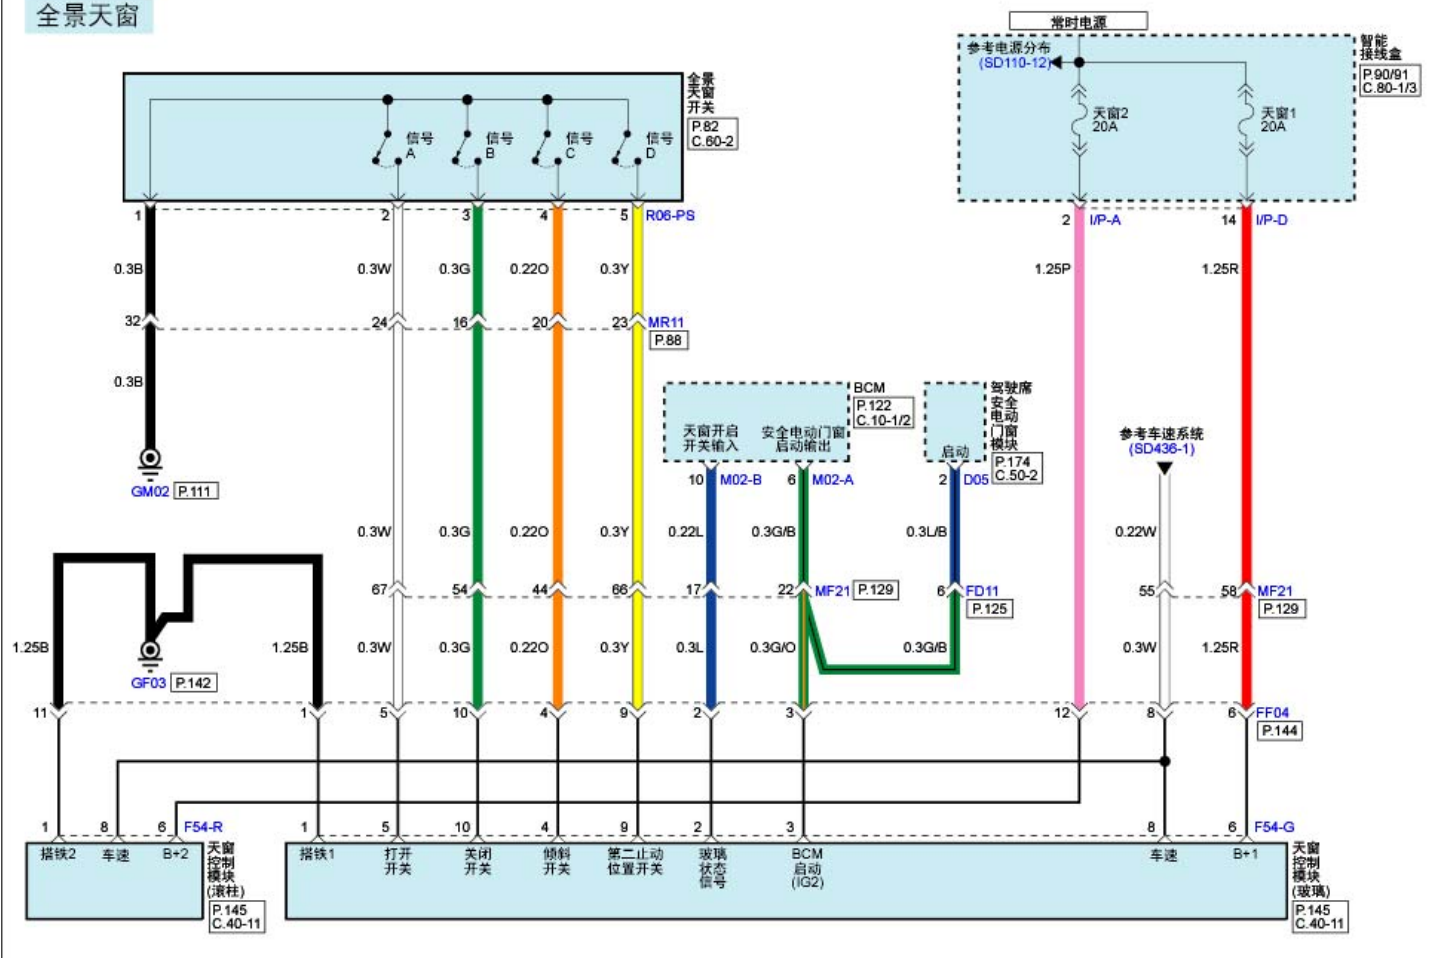 全景天窗
常时电源
参考电源分布
(SD110-12)
天窗2
20A
天窗1
20A
智能
接线盒
P.90/91
C.80-1/3
全景
天窗
开关
P.82
C.60-2
信号
A
信号
B
信号
C
信号
D
1
2
3
4
5
R06-PS
2
I/P-A
14
I/P-D
0.3B
0.3W
0.3G
0.22O
0.3Y
1.25P
1.25R
32
24
16
20
23
MR11
P.88
0.3B
BCM
P.122
C.10-1/2
天窗开启
开关输入
安全电动门窗
启动输出
驾驶席
安全
电动
门窗
模块
启动
P.174
C.50-2
参考车速系统
(SD436-1)
GM02
P.111
10
M02-B
6
M02-A
2
D05
0.3W
0.3G
0.22O
0.3Y
0.22L
0.3G/B
0.3L/B
0.22W
67
54
44
66
17
22
MF21
P.129
6
FD11
P.125
55
58
MF21
P.129
1.25B
1.25B
0.3W
0.3G
0.22O
0.3Y
0.3L
0.3G/O
0.3G/B
0.3W
1.25R
GF03
P.142
11
1
5
10
4
9
2
3
12
8
6
FF04
P.144
1
8
6
F54-R
1
5
10
4
9
2
3
8
6
F54-G
搭铁2
车速
B+2
天窗
控制
模块
(滚柱)
P.145
C.40-11
搭铁1
打开
开关
关闭
开关
倾斜
开关
第二止动
位置开关
玻璃
状态
信号
BCM
启动
(IG2)
车速
B+1
天窗
控制
模块
(玻璃)
P.145
C.40-11